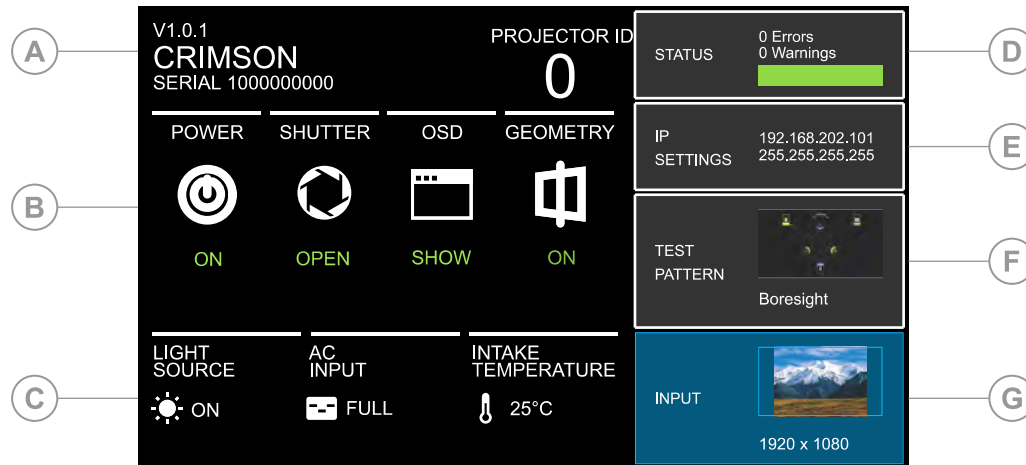 A
V1.0.1
CRIMSON
SERIAL 1000000000
PROJECTOR ID
0
STATUS
0 Errors
0 Warnings
D
IP
SETTINGS
192.168.202.101
255.255.255.255
E
B
POWER
ON
SHUTTER
OPEN
OSD
SHOW
GEOMETRY
ON
TEST
PATTERN
Boresight
F
C
LIGHT
SOURCE
ON
AC
INPUT
FULL
INTAKE
TEMPERATURE
25°C
INPUT
1920 x 1080
G